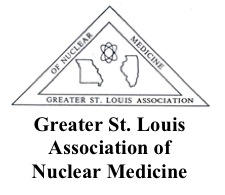 OF NUCLEAR MEDICINE
GREATER ST. LOUIS ASSOCIATION
Greater St. Louis
Association of
Nuclear Medicine